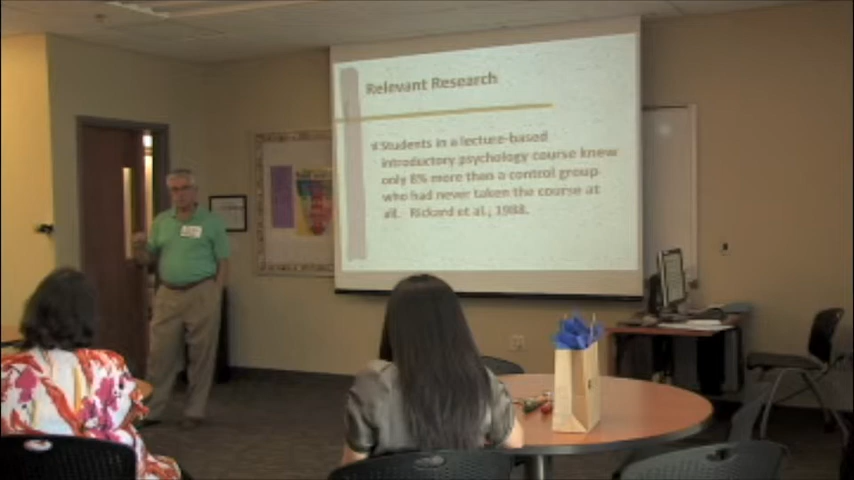 Relevant Research
Students in a lecture-based
introductory psychology course knew
only 8% more than a control group
who had never taken the course at
all. Rickard et al., 1988.